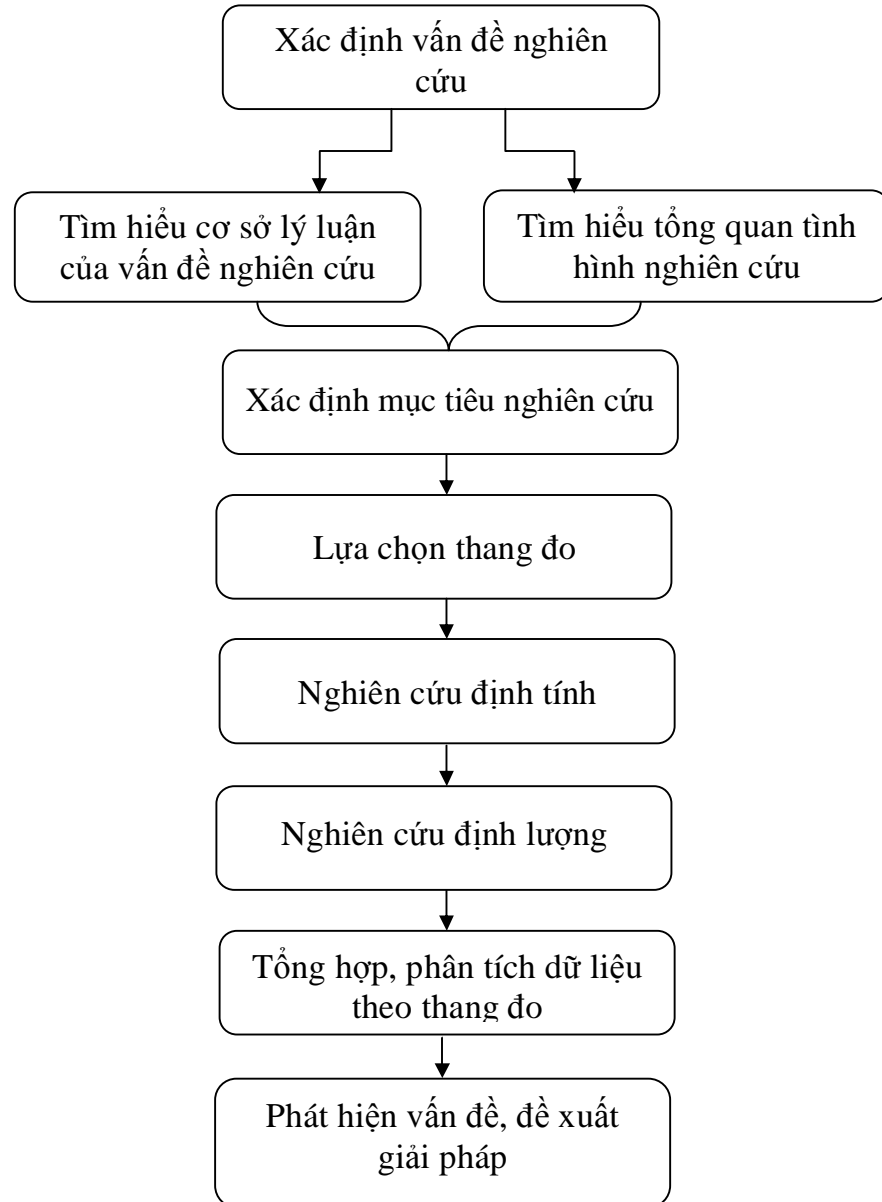 Xác định vấn đề nghiên
cứu
Tìm hiểu cơ sở lý luận
của vấn đề nghiên cứu
Tìm hiểu tổng quan tình
hình nghiên cứu
Xác định mục tiêu nghiên cứu
Lựa chọn thang đo
Nghiên cứu định tính
Nghiên cứu định lượng
Tổng hợp, phân tích dữ liệu
theo thang đo
Phát hiện vấn đề, đề xuất
giải pháp